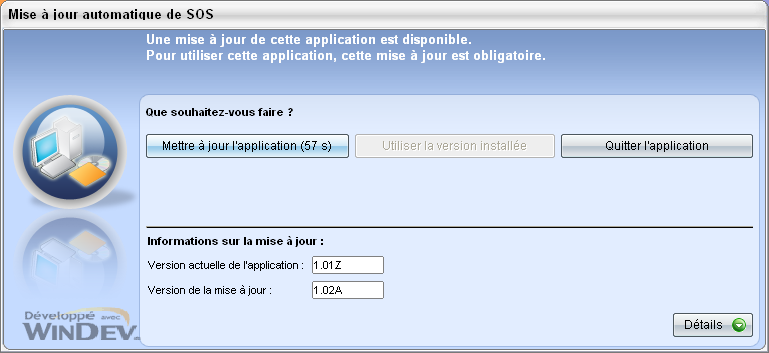 Mise à jour automatique de SOS
Une mise à jour de cette application est disponible.
Pour utiliser cette application, cette mise à jour est obligatoire.
Que souhaitez-vous faire ?
Mettre à jour l'application (57 s)
Utiliser la version installée
Quitter l'application
Informations sur la mise à jour :
Version actuelle de l'application : 1.01Z
Version de la mise à jour : 1.02A
Développé avec
WINDEV
Détails